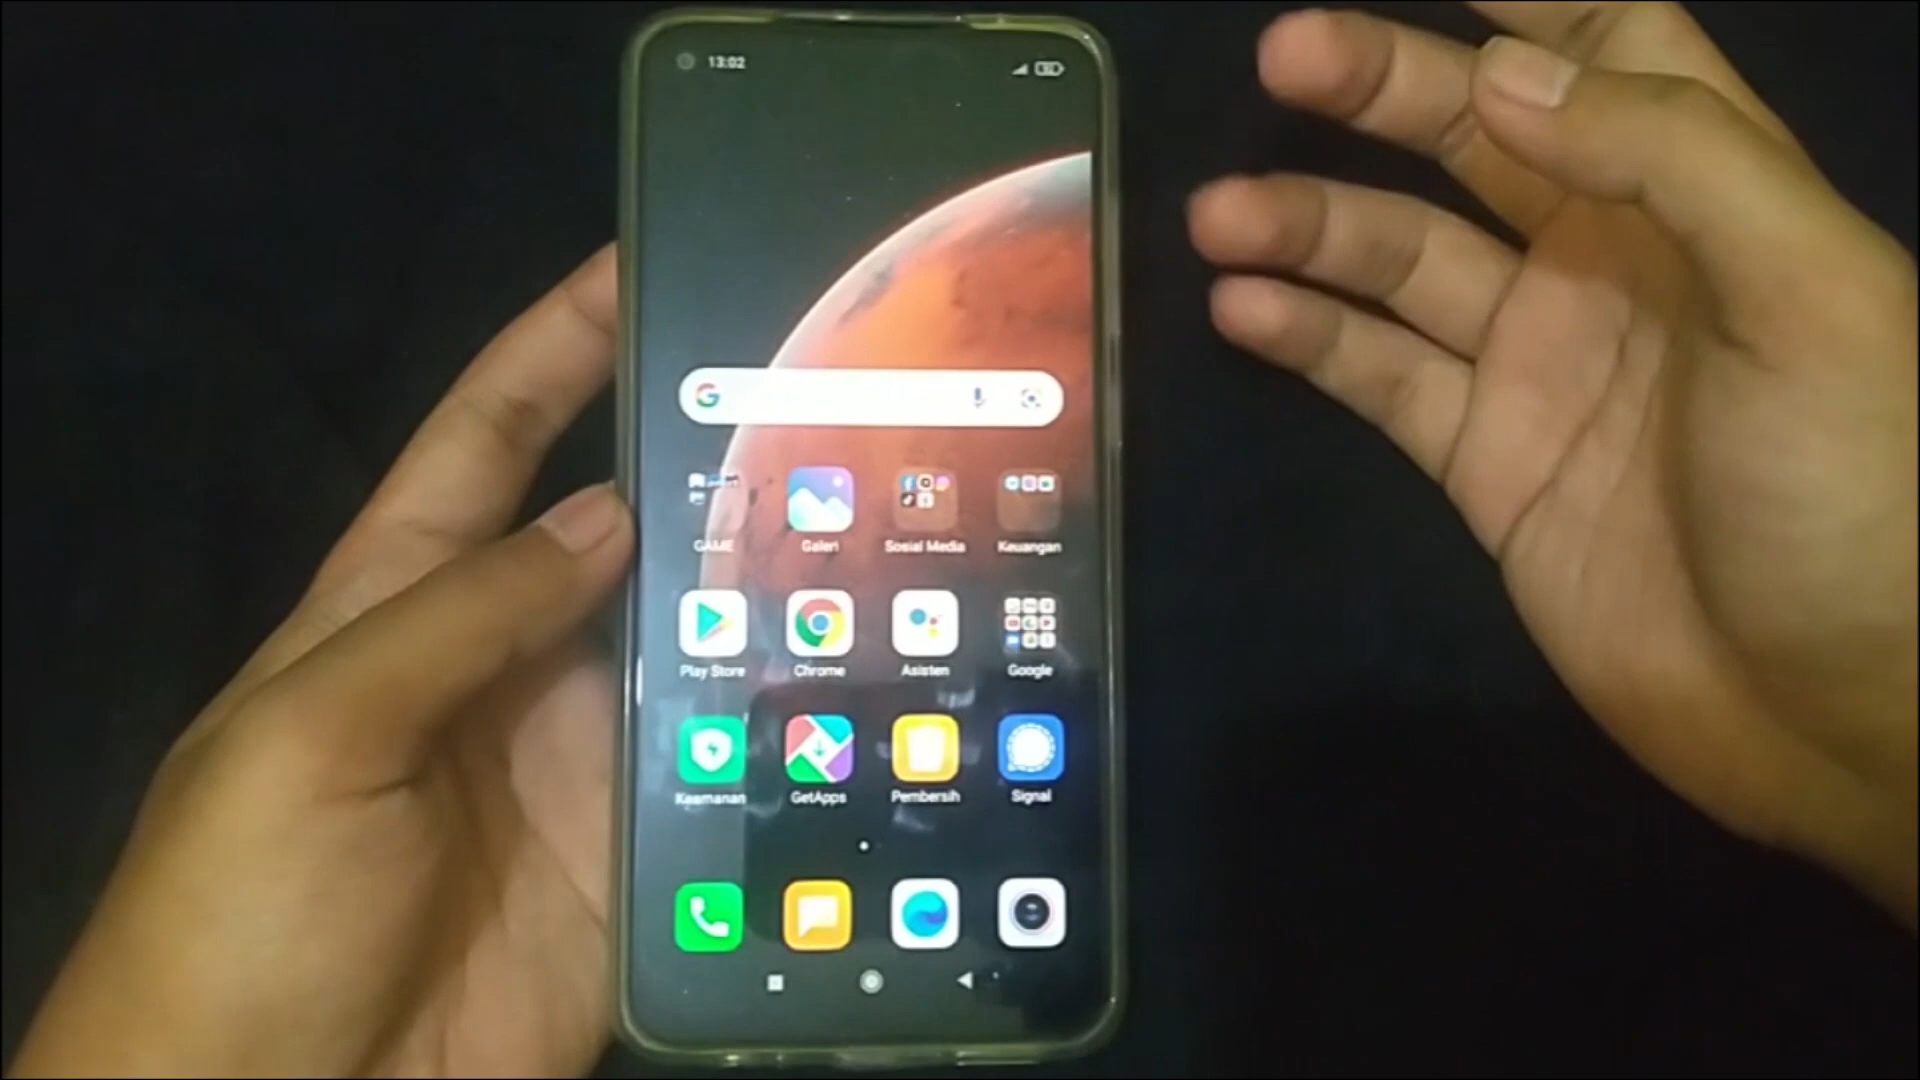 13:02
GAME Galeri Sosial Media Keuangan
Play Store Chrome Asisten Google
Keamanan GetApps Pembersih Signal